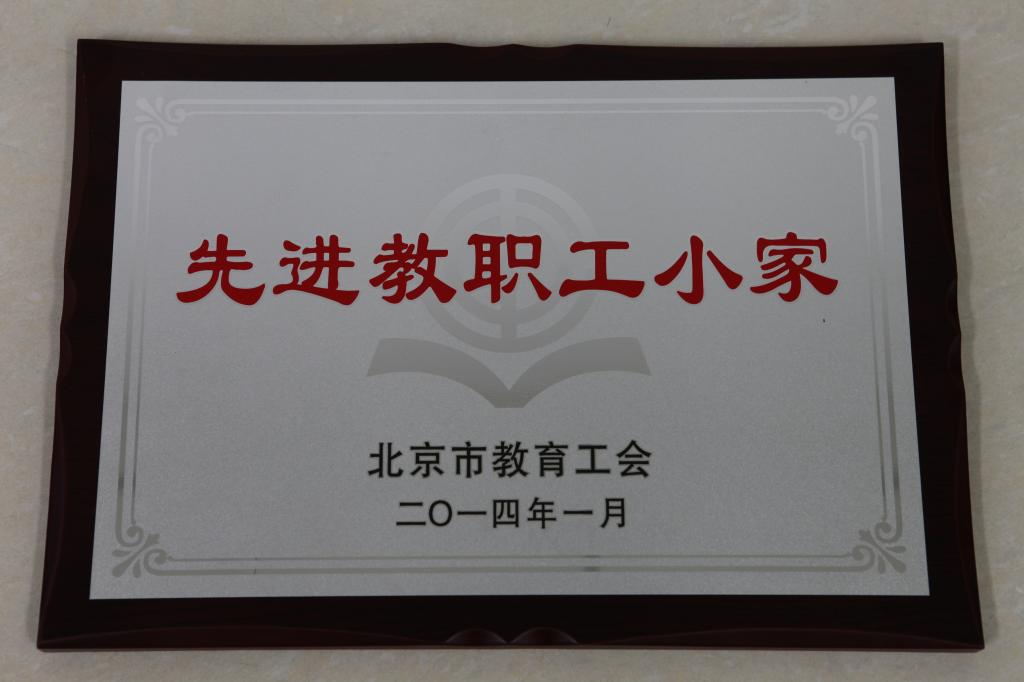 先进教职工小家
北京市教育工会
二〇一四年一月